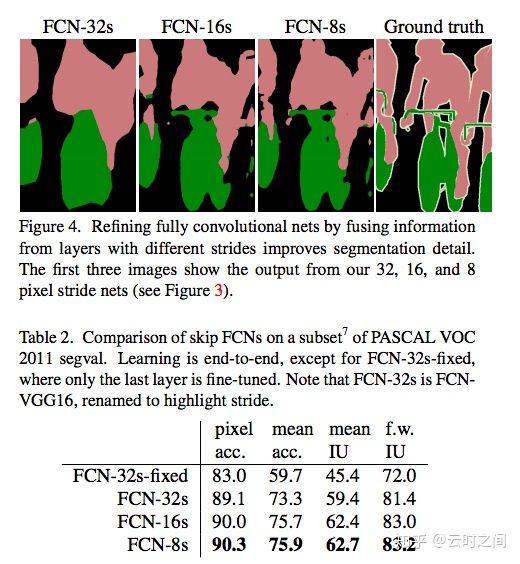 FCN-32s FCN-16s FCN-8s Ground truth
Figure 4. Refining fully convolutional nets by fusing information
from layers with different strides improves segmentation detail.
The first three images show the output from our 32, 16, and 8
pixel stride nets (see Figure 3).
Table 2. Comparison of skip FCNs on a subset7 of PASCAL VOC
2011 segval. Learning is end-to-end, except for FCN-32s-fixed,
where only the last layer is fine-tuned. Note that FCN-32s is FCN-
VGG16, renamed to highlight stride.
pixel mean mean f.w.
acc. acc. IU IU
FCN-32s-fixed 83.0 59.7 45.4 72.0
FCN-32s 89.1 73.3 59.4 81.4
FCN-16s 90.0 75.7 62.4 83.0
FCN-8s 90.3 75.9 62.7 83.2
知乎 @云时之间